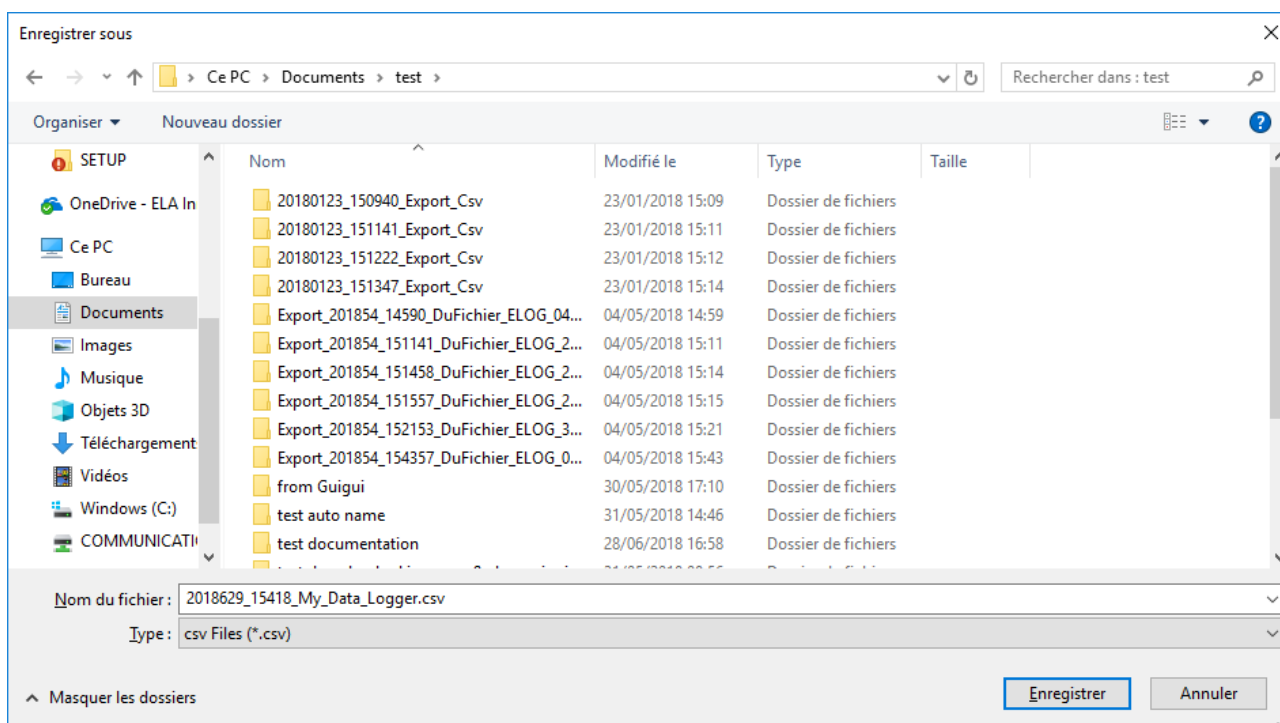 Enregistrer sous
Ce PC > Documents > test >
Rechercher dans : test
Organiser
Nouveau dossier
?
SETUP
OneDrive - ELA In
Ce PC
Bureau
Documents
Images
Musique
Objets 3D
Téléchargement
Vidéos
Windows (C:)
COMMUNICATI
Nom Modifié le Type Taille
20180123_150940_Export_Csv 23/01/2018 15:09 Dossier de fichiers
20180123_151141_Export_Csv 23/01/2018 15:11 Dossier de fichiers
20180123_151222_Export_Csv 23/01/2018 15:12 Dossier de fichiers
20180123_151347_Export_Csv 23/01/2018 15:14 Dossier de fichiers
Export_201854_14590_DuFichier_ELOG_04... 04/05/2018 14:59 Dossier de fichiers
Export_201854_151141_DuFichier_ELOG_2... 04/05/2018 15:11 Dossier de fichiers
Export_201854_151458_DuFichier_ELOG_2... 04/05/2018 15:14 Dossier de fichiers
Export_201854_151557_DuFichier_ELOG_2... 04/05/2018 15:15 Dossier de fichiers
Export_201854_152153_DuFichier_ELOG_3... 04/05/2018 15:21 Dossier de fichiers
Export_201854_154357_DuFichier_ELOG_0... 04/05/2018 15:43 Dossier de fichiers
from Guigui 30/05/2018 17:10 Dossier de fichiers
test auto name 31/05/2018 14:46 Dossier de fichiers
test documentation 28/06/2018 16:58 Dossier de fichiers
Nom du fichier : 2018629_15418_My_Data_Logger.csv
Type : csv Files (*.csv)
Masquer les dossiers
Enregistrer
Annuler